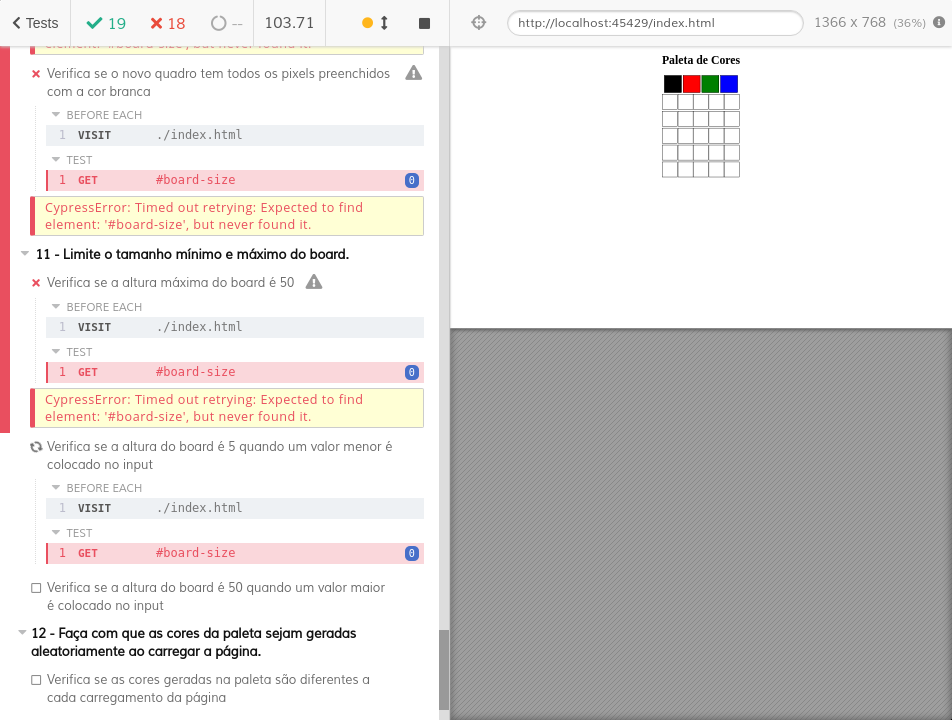 Tests
19
18
--
103.71
http://localhost:45429/index.html
1366 x 768 (36%)
element: '#board-size', but never found it.
Verifica se o novo quadro tem todos os pixels preenchidos
com a cor branca
BEFORE EACH
1 VISIT ./index.html
TEST
1 GET #board-size 0
CypressError: Timed out retrying: Expected to find
element: '#board-size', but never found it.
11 - Limite o tamanho mínimo e máximo do board.
Verifica se a altura máxima do board é 50
BEFORE EACH
1 VISIT ./index.html
TEST
1 GET #board-size 0
CypressError: Timed out retrying: Expected to find
element: '#board-size', but never found it.
Verifica se a altura do board é 5 quando um valor menor é
colocado no input
BEFORE EACH
1 VISIT ./index.html
TEST
1 GET #board-size 0
Verifica se a altura do board é 50 quando um valor maior
é colocado no input
12 - Faça com que as cores da paleta sejam geradas
aleatoriamente ao carregar a página.
Verifica se as cores geradas na paleta são diferentes a
cada carregamento da página
Paleta de Cores